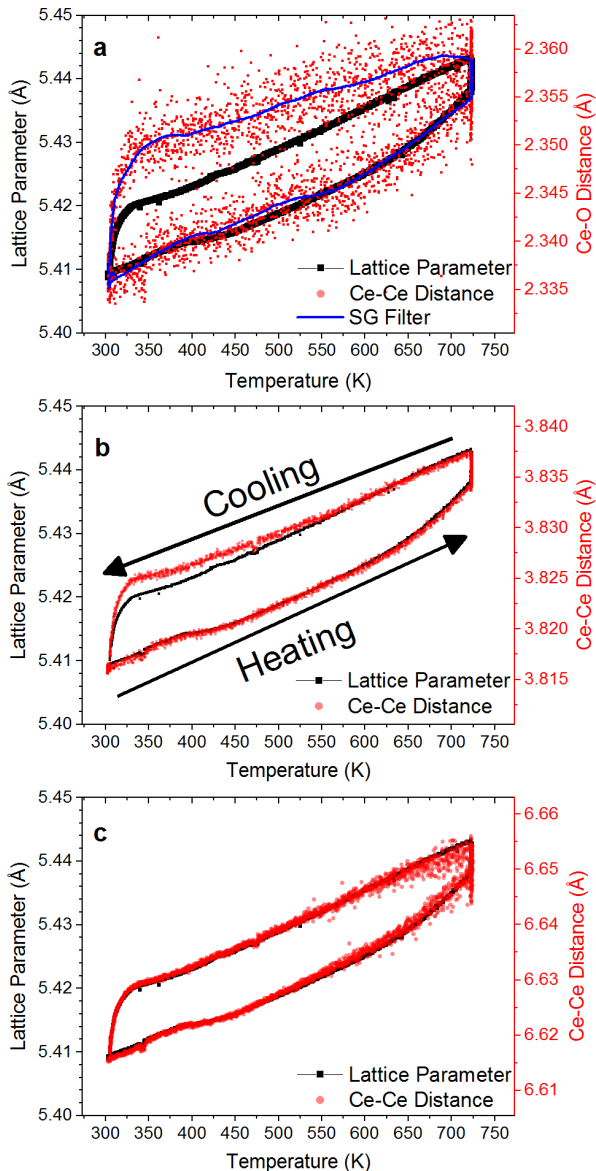 a
Lattice Parameter (Å)
5.45
5.44
5.43
5.42
5.41
5.40
2.360
2.355
2.350
2.345
2.340
2.335
Ce-O Distance (Å)
Lattice Parameter
Ce-Ce Distance
SG Filter
300 350 400 450 500 550 600 650 700 750
Temperature (K)
b
Lattice Parameter (Å)
5.45
5.44
5.43
5.42
5.41
5.40
3.840
3.835
3.830
3.825
3.820
3.815
Ce-Ce Distance (Å)
Cooling
Heating
Lattice Parameter
Ce-Ce Distance
300 350 400 450 500 550 600 650 700 750
Temperature (K)
c
Lattice Parameter (Å)
5.45
5.44
5.43
5.42
5.41
5.40
6.66
6.65
6.64
6.63
6.62
6.61
Ce-Ce Distance (Å)
Lattice Parameter
Ce-Ce Distance
300 350 400 450 500 550 600 650 700 750
Temperature (K)